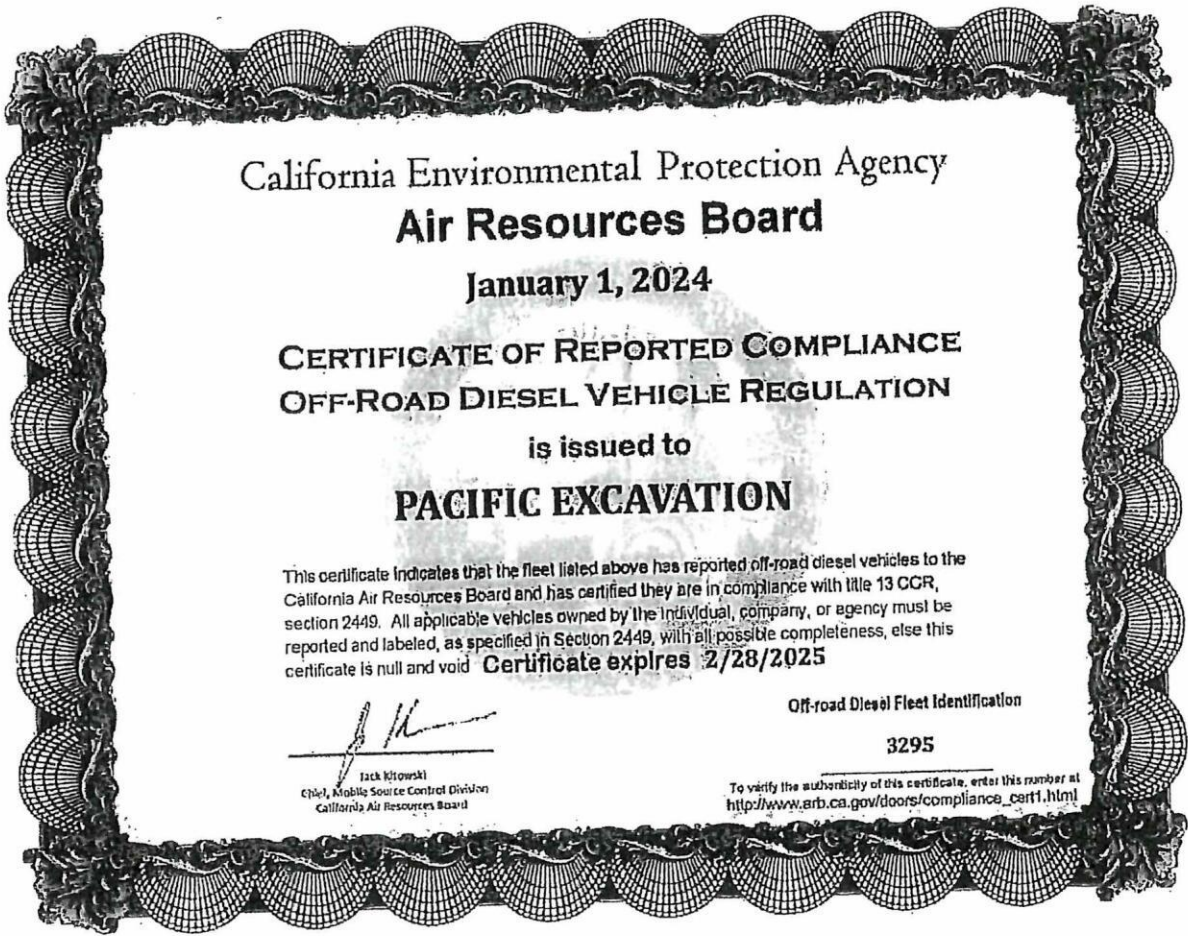 California Environmental Protection Agency
Air Resources Board
January 1, 2024
CERTIFICATE OF REPORTED COMPLIANCE
OFF-ROAD DIESEL VEHICLE REGULATION
is issued to
PACIFIC EXCAVATION
This certificate indicates that the fleet listed above has reported off-road diesel vehicles to the
California Air Resources Board and has certified they are in compliance with title 13 CCR,
section 2449. All applicable vehicles owned by the individual, company, or agency must be
reported and labeled, as specified in Section 2449, with all possible completeness, else this
certificate is null and void Certificate expires 2/28/2025
Jack Kitowski
Chief, Mobile Source Control Division
California Air Resources Board
Off-road Diesel Fleet Identification
3295
To verify the authenticity of this certificate, enter this number at
http://www.arb.ca.gov/doors/compliance_cert1.html